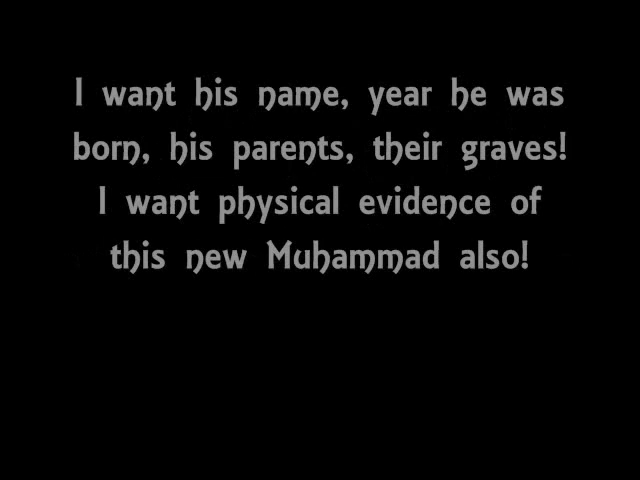 I want his name, year he was
born, his parents, their graves!
I want physical evidence of
this new Muhammad also!